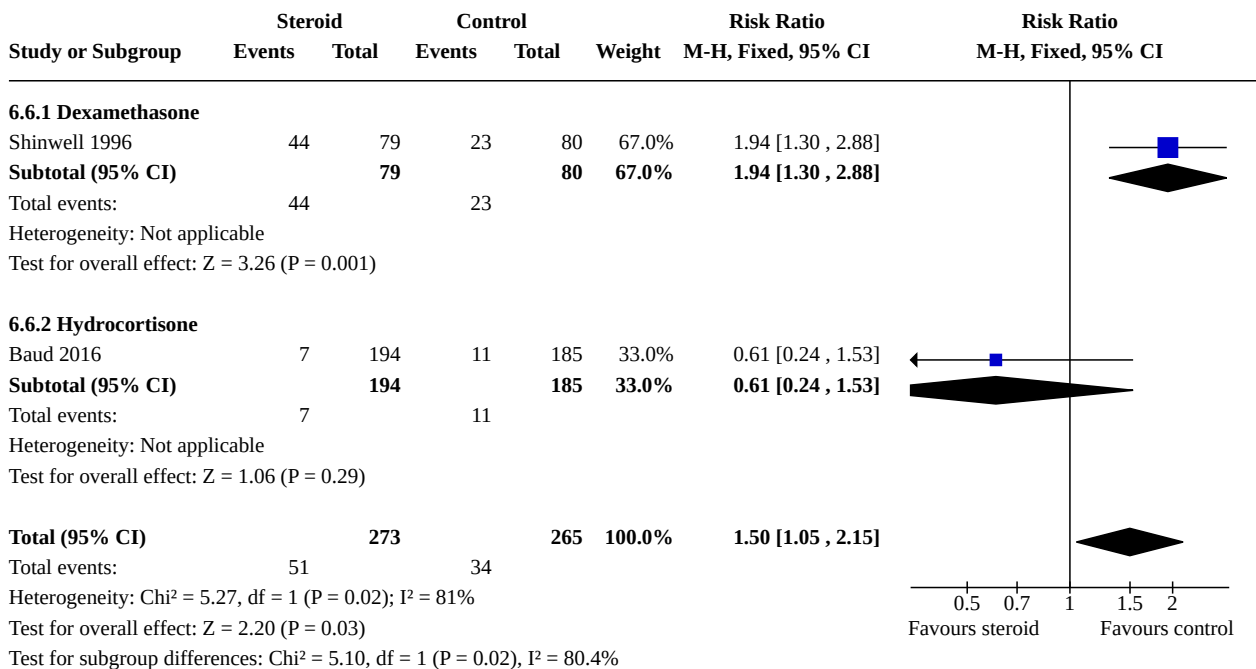 Steroid Control Risk Ratio Risk Ratio
Study or Subgroup Events Total Events Total Weight M-H, Fixed, 95% CI M-H, Fixed, 95% CI
6.6.1 Dexamethasone
Shinwell 1996 44 79 23 80 67.0% 1.94 [1.30 , 2.88]
Subtotal (95% CI) 79 80 67.0% 1.94 [1.30 , 2.88]
Total events: 44 23
Heterogeneity: Not applicable
Test for overall effect: Z = 3.26 (P = 0.001)
6.6.2 Hydrocortisone
Baud 2016 7 194 11 185 33.0% 0.61 [0.24 , 1.53]
Subtotal (95% CI) 194 185 33.0% 0.61 [0.24 , 1.53]
Total events: 7 11
Heterogeneity: Not applicable
Test for overall effect: Z = 1.06 (P = 0.29)
Total (95% CI) 273 265 100.0% 1.50 [1.05 , 2.15]
Total events: 51 34
Heterogeneity: Chi² = 5.27, df = 1 (P = 0.02); I² = 81% 0.5 0.7 1 1.5 2
Test for overall effect: Z = 2.20 (P = 0.03) Favours steroid Favours control
Test for subgroup differences: Chi² = 5.10, df = 1 (P = 0.02), I² = 80.4%